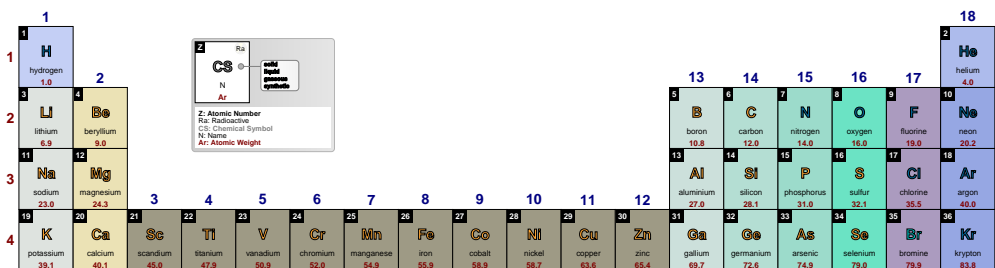 1 18
1 H hydrogen 1.0
2 He helium 4.0
Z Ra
CS
N
Ar
solid
liquid
gaseous
synthetic
Z: Atomic Number
Ra: Radioactive
CS: Chemical Symbol
N: Name
Ar: Atomic Weight
1
2 13 14 15 16 17
3 Li lithium 6.9
4 Be beryllium 9.0
5 B boron 10.8
6 C carbon 12.0
7 N nitrogen 14.0
8 O oxygen 16.0
9 F fluorine 19.0
10 Ne neon 20.2
2
11 Na sodium 23.0
12 Mg magnesium 24.3
13 Al aluminium 27.0
14 Si silicon 28.1
15 P phosphorus 31.0
16 S sulfur 32.1
17 Cl chlorine 35.5
18 Ar argon 40.0
3
3 4 5 6 7 8 9 10 11 12
19 K potassium 39.1
20 Ca calcium 40.1
21 Sc scandium 45.0
22 Ti titanium 47.9
23 V vanadium 50.9
24 Cr chromium 52.0
25 Mn manganese 54.9
26 Fe iron 55.9
27 Co cobalt 58.9
28 Ni nickel 58.7
29 Cu copper 63.6
30 Zn zinc 65.4
31 Ga gallium 69.7
32 Ge germanium 72.6
33 As arsenic 74.9
34 Se selenium 79.0
35 Br bromine 79.9
36 Kr krypton 83.8
4